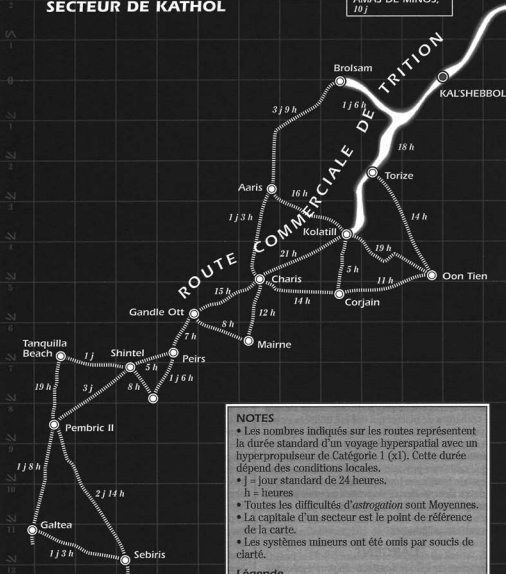 SECTEUR DE KATHOL
AMAS DE MINOS,
10 j
Brolsam
KAL'SHEBBOL
3 j 9 h
1 j 6 h
ROUTE COMMERCIALE DE TRITION
18 h
Torize
Aaris
16 h
1 j 3 h
14 h
Kolatill
21 h
19 h
5 h
Oon Tien
Charis
11 h
15 h
14 h
Corjain
Gandle Ott
12 h
8 h
Mairne
7 h
Tanquilla
Beach
1 j
Shintel
Peirs
5 h
1 j 6 h
19 h
3 j
8 h
Pembric II
1 j 8 h
2 j 14 h
Galtea
1 j 3 h
Sebiris
NOTES
• Les nombres indiqués sur les routes représentent
la durée standard d'un voyage hyperspatial avec un
hyperpropulseur de Catégorie 1 (x1). Cette durée
dépend des conditions locales.
• j = jour standard de 24 heures.
h = heures
• Toutes les difficultés d'astrogation sont Moyennes.
• La capitale d'un secteur est le point de référence
de la carte.
• Les systèmes mineurs ont été omis par soucis de
clarté.
Légende